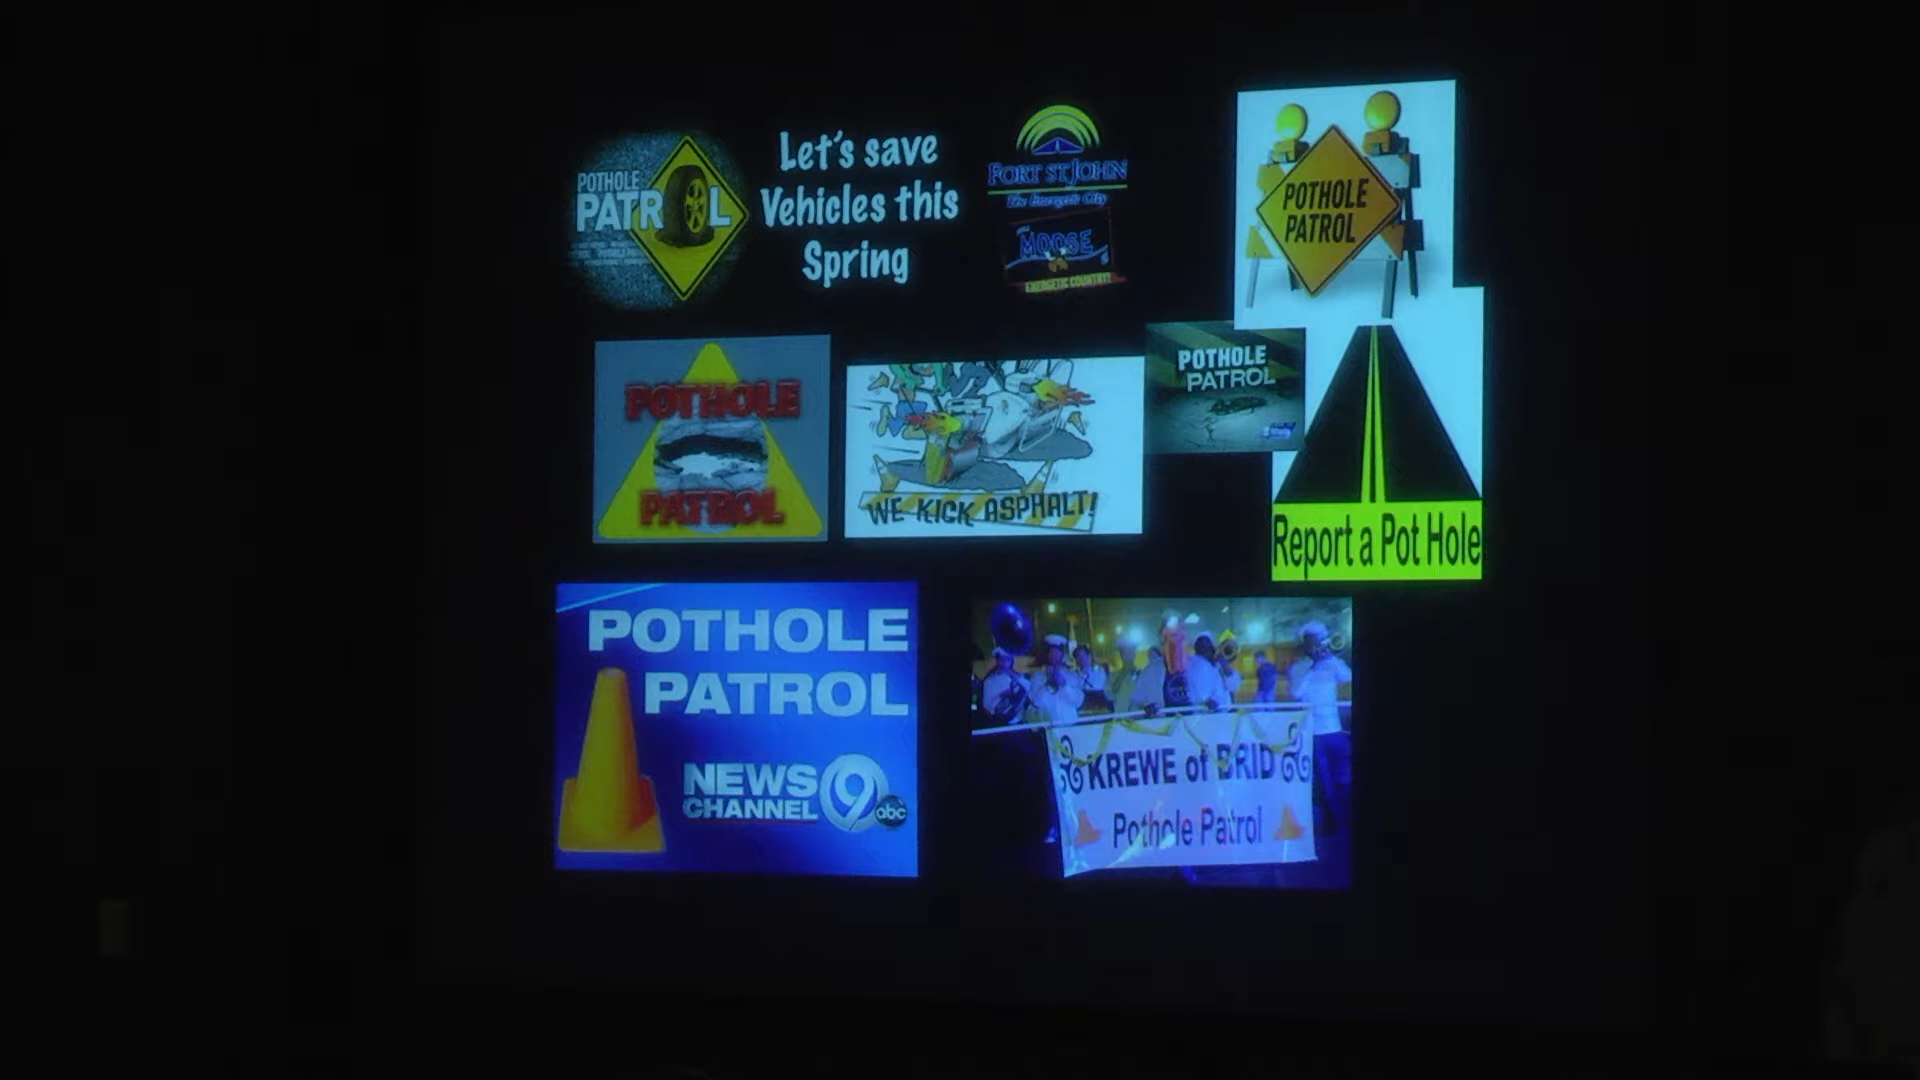 POTHOLE
PATROL
Let's save
Vehicles this
Spring
FORT ST JOHN
The Energetic City
MOOSE
ENERGETIC COUNTRY!
POTHOLE
PATROL
POTHOLE
PATROL
WE KICK ASPHALT!
POTHOLE
PATROL
Report a Pot Hole
POTHOLE
PATROL
NEWS
CHANNEL
9
abc
KREWE of BRID
Pothole Patrol